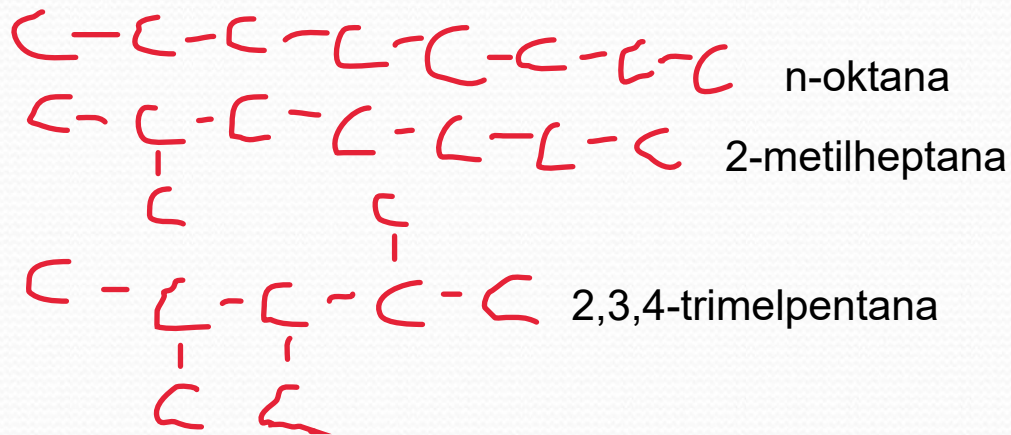 C — C — C — C — C — C — C — C n-oktana
C — C — C — C — C — C — C 2-metilheptana
|
C C
|
C — C — C — C — C 2,3,4-trimelpentana
| |
C C